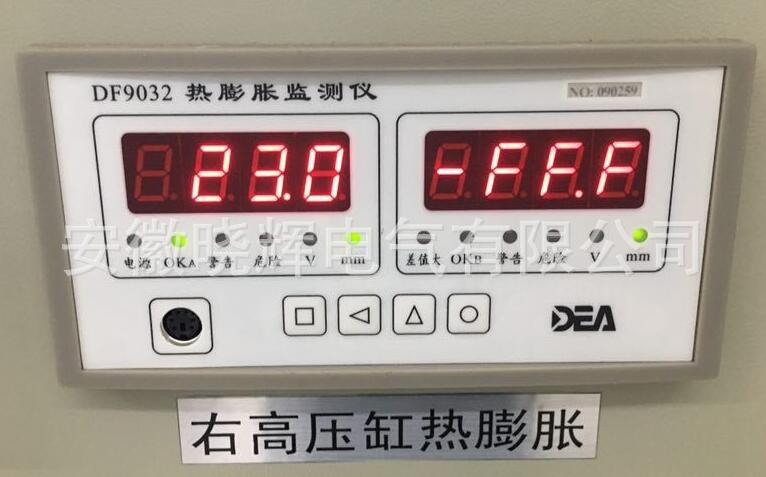 DF9032 热膨胀监测仪
NO: 090259
23.0
-FF.F
电源 OKA 警告 危险 V mm
差值大 OKB 警告 危险 V mm
安徽晓辉电气有限公司
DEA
右高压缸热膨胀